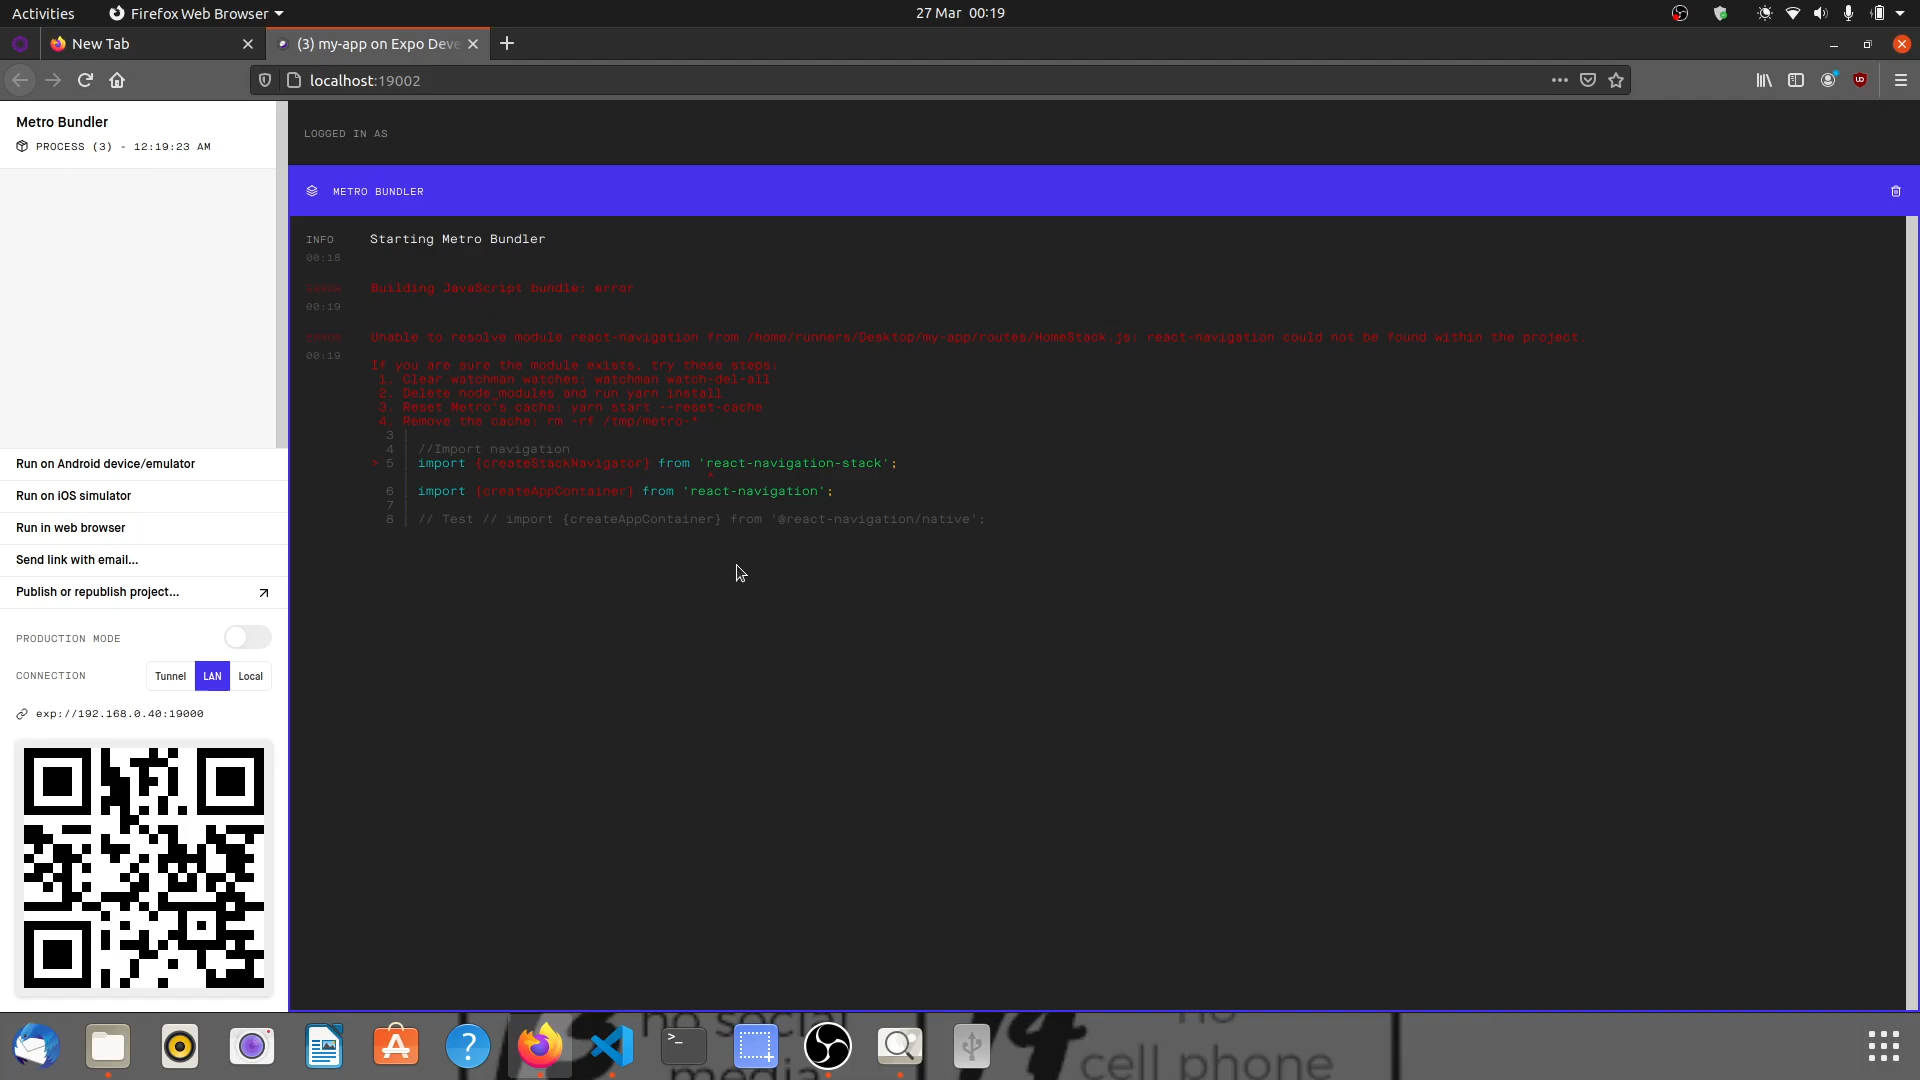 Activities
Firefox Web Browser
27 Mar 00:19
New Tab
(3) my-app on Expo Deve
localhost:19002
Metro Bundler
PROCESS (3) - 12:19:23 AM
Run on Android device/emulator
Run on iOS simulator
Run in web browser
Send link with email...
Publish or republish project...
PRODUCTION MODE
CONNECTION
Tunnel
LAN
Local
exp://192.168.0.40:19000
LOGGED IN AS
METRO BUNDLER
INFO
00:18
Starting Metro Bundler
ERROR
00:19
Building JavaScript bundle: error
ERROR
00:19
Unable to resolve module react-navigation from /home/runners/Desktop/my-app/routes/HomeStack.js: react-navigation could not be found within the project.
If you are sure the module exists, try these steps:
1. Clear watchman watches: watchman watch-del-all
2. Delete node_modules and run yarn install
3. Reset Metro's cache: yarn start --reset-cache
4. Remove the cache: rm -rf /tmp/metro-*
3 |
4 | //Import navigation
> 5 | import {createStackNavigator} from 'react-navigation-stack';
^
6 | import {createAppContainer} from 'react-navigation';
7 |
8 | // Test // import {createAppContainer} from '@react-navigation/native';
no social
media
14
no
cell phone